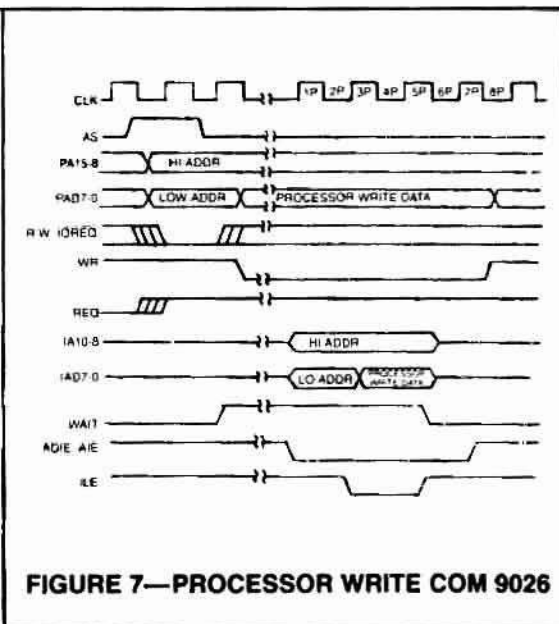 CLK 1P 2P 3P 4P 5P 6P 7P 8P
AS
PA15-8 HI ADDR
PAD7-0 LOW ADDR PROCESSOR WRITE DATA
R W IOREQ
WR
REQ
IA10-8 HI ADDR
IAD7-0 LO ADDR PROCESSOR WRITE DATA
WAIT
ADIE AIE
ILE
FIGURE 7—PROCESSOR WRITE COM 9026